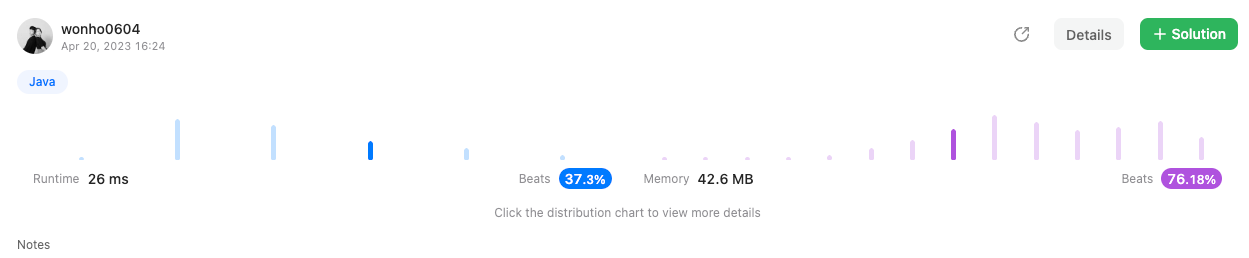 wonho0604
Apr 20, 2023 16:24
Details
+ Solution
Java
Runtime 26 ms Beats 37.3% Memory 42.6 MB Beats 76.18%
Click the distribution chart to view more details
Notes